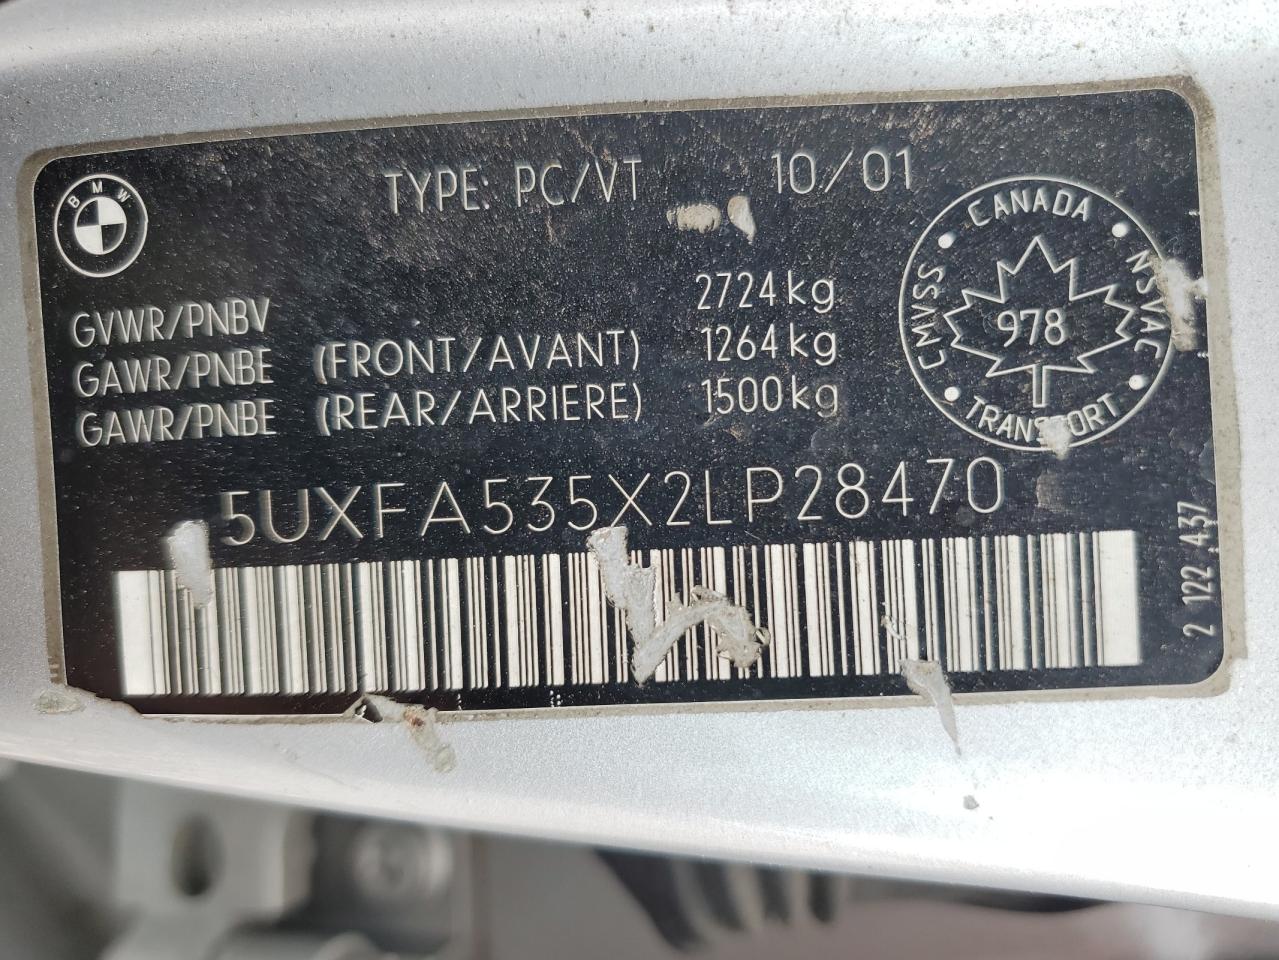 BMW
TYPE: PC/VT 10/01
GVWR/PNBV 2724kg
GAWR/PNBE (FRONT/AVANT) 1264kg
GAWR/PNBE (REAR/ARRIERE) 1500kg
CANADA
CMVSS 978 NSVAC
TRANSPORT
5UXFA535X2LP28470
2 122 437